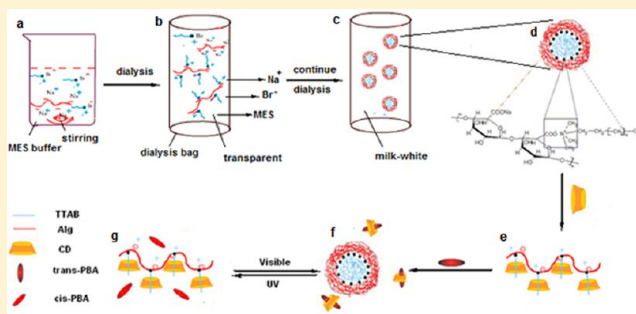 a
b
c
d
Na⁺
Br⁻
MES
dialysis
continue
dialysis
stirring
MES buffer
dialysis bag
transparent
milk-white
COONa
TTAB
Alg
CD
trans-PBA
cis-PBA
g
Visible
UV
f
e